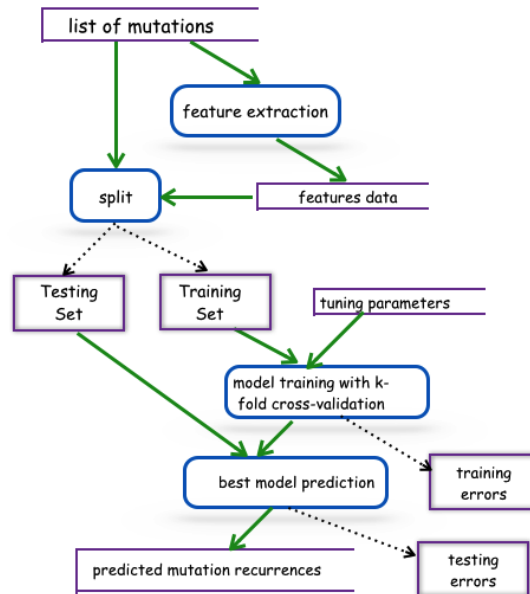 list of mutations
feature extraction
split
features data
Testing
Set
Training
Set
tuning parameters
model training with k-
fold cross-validation
training
errors
best model prediction
testing
errors
predicted mutation recurrences